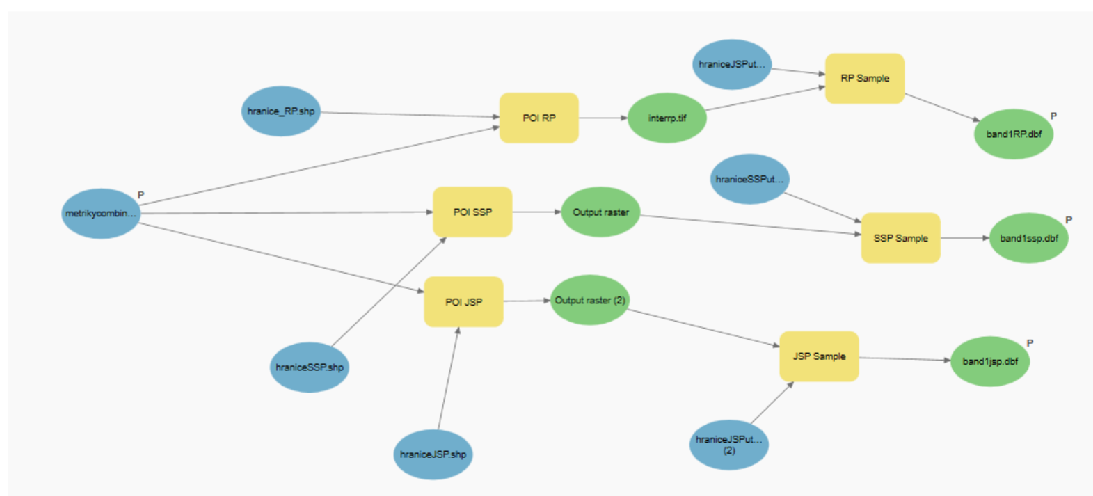 hraniceJSPut...
RP Sample
hranice_RP.shp
POI RP
interrp.tif
P
band1RP.dbf
hraniceSSPut...
P
metrikycombin...
POI SSP
Output raster
P
SSP Sample
band1ssp.dbf
POI JSP
Output raster (2)
P
JSP Sample
band1jsp.dbf
hraniceSSP.shp
hraniceJSPut...
(2)
hraniceJSP.shp